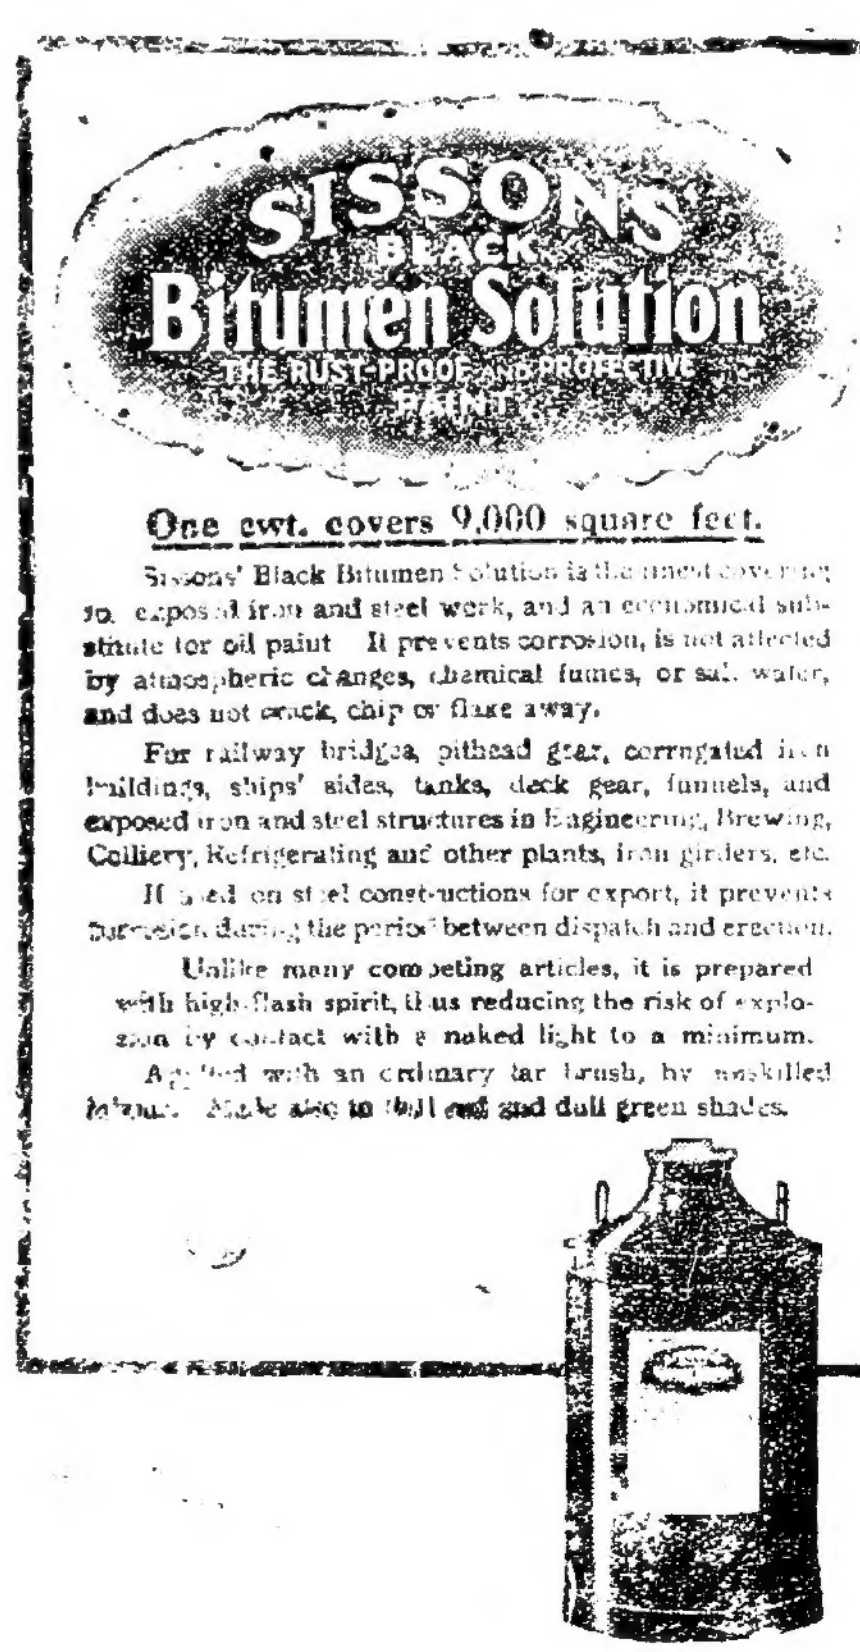 SISSONS'
BLACK
Bitumen Solution
THE RUST-PROOF AND PROTECTIVE
PAINT
One cwt. covers 9,000 square feet.
Sissons' Black Bitumen Solution is the finest covering
to exposed iron and steel work, and an economical sub-
stitute for oil paint It prevents corrosion, is not affected
by atmospheric changes, chemical fumes, or salt water,
and does not crack, chip or flake away.
For railway bridges, pithead gear, corrugated iron
buildings, ships' sides, tanks, deck gear, funnels, and
exposed iron and steel structures in Engineering, Brewing,
Colliery, Refrigerating and other plants, iron girders, etc.
If used on steel constructions for export, it prevents
corrosion during the period between dispatch and erection.
Unlike many competing articles, it is prepared
with high-flash spirit, thus reducing the risk of explo-
sion by contact with a naked light to a minimum.
Applied with an ordinary tar brush, by unskilled
labour. Made also in dull red and dull green shades.